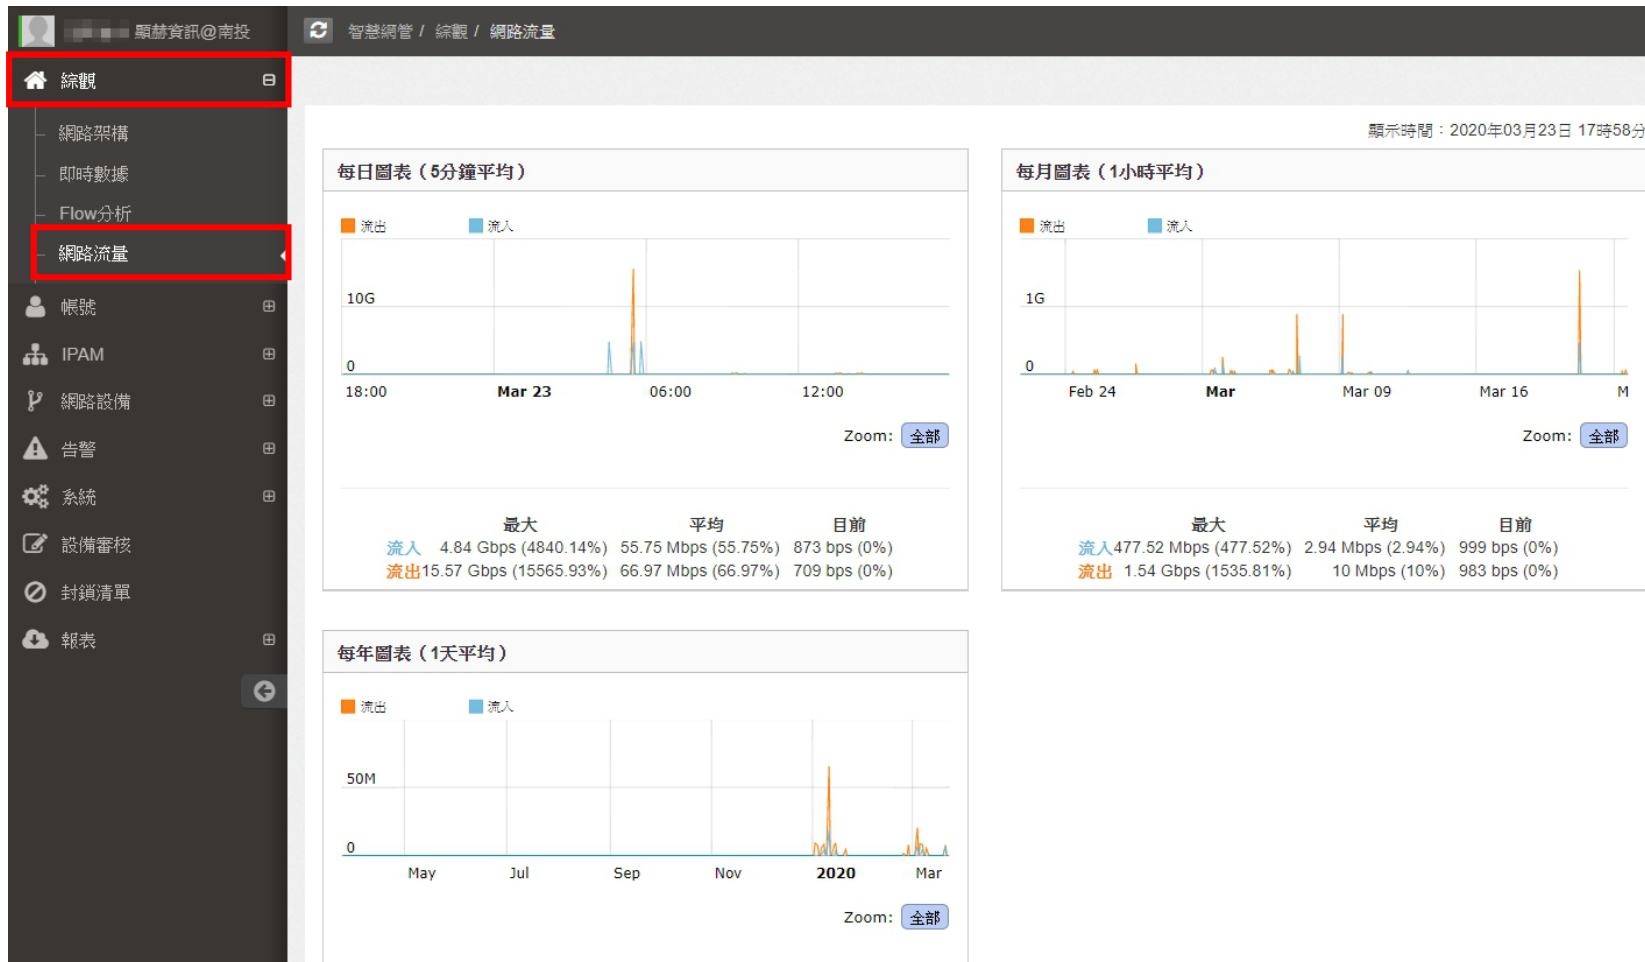 顯赫資訊@南投
智慧網管 / 綜觀 / 網路流量
綜觀
網路架構
即時數據
Flow分析
網路流量
帳號
IPAM
網路設備
告警
系統
設備審核
封鎖清單
報表
顯示時間：2020年03月23日 17時58分
每日圖表（5分鐘平均）
流出 流入
10G
0
18:00 Mar 23 06:00 12:00
Zoom: 全部
最大 平均 目前
流入 4.84 Gbps (4840.14%) 55.75 Mbps (55.75%) 873 bps (0%)
流出 15.57 Gbps (15565.93%) 66.97 Mbps (66.97%) 709 bps (0%)
每月圖表（1小時平均）
流出 流入
1G
0
Feb 24 Mar Mar 09 Mar 16 M
Zoom: 全部
最大 平均 目前
流入 477.52 Mbps (477.52%) 2.94 Mbps (2.94%) 999 bps (0%)
流出 1.54 Gbps (1535.81%) 10 Mbps (10%) 983 bps (0%)
每年圖表（1天平均）
流出 流入
50M
0
May Jul Sep Nov 2020 Mar
Zoom: 全部